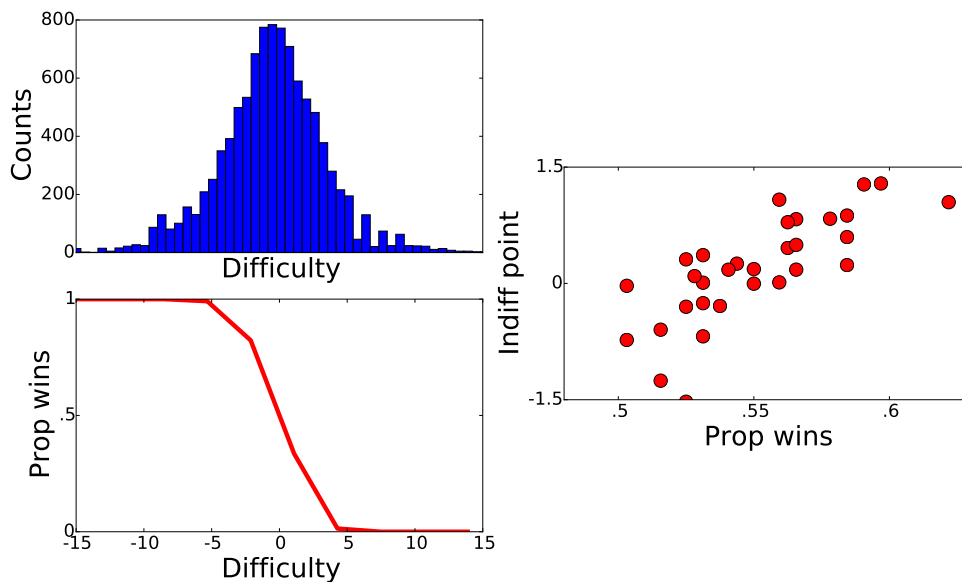 800
600
400
200
0
Counts
Difficulty
1
.5
0
Prop wins
-15 -10 -5 0 5 10 15
Difficulty
1.5
0
-1.5
Indiff point
.5 .55 .6
Prop wins